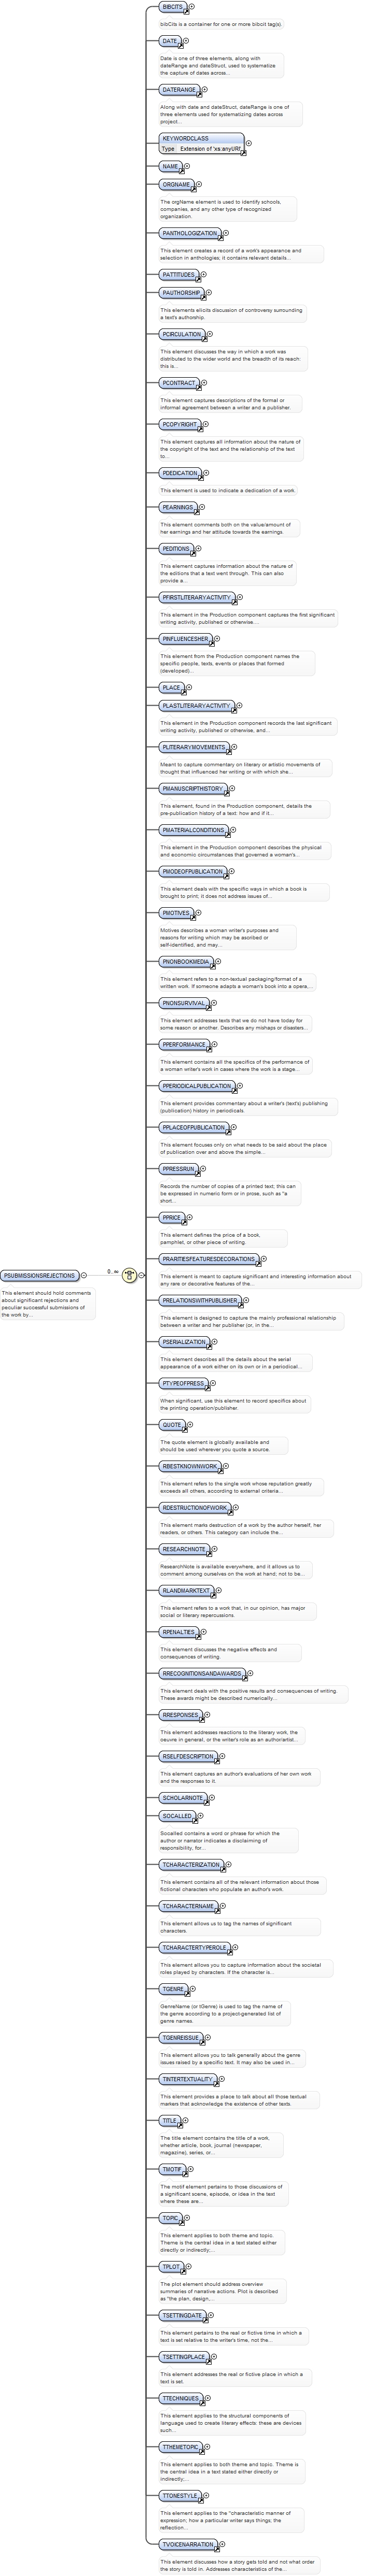 BIBCITS
bibCits is a container for one or more bibcit tag(s).
DATE
Date is one of three elements, along with
dateRange and dateStruct, used to systematize
the capture of dates across...
DATERANGE
Along with date and dateStruct, dateRange is one of
three elements used for systematizing dates across
project...
KEYWORDCLASS
Type Extension of 'xs:anyURI'
NAME
ORGNAME
The orgName element is used to identify schools,
companies, and any other type of recognized
organization.
PANTHOLOGIZATION
This element creates a record of a work's appearance and
selection in anthologies; it contains relevant details...
PATTITUDES
PAUTHORSHIP
This elements elicits discussion of controversy surrounding
a text's authorship.
PCIRCULATION
This element discusses the way in which a work was
distributed to the wider world and the breadth of its reach:
this is...
PCONTRACT
This element captures descriptions of the formal or
informal agreement between a writer and a publisher.
PCOPYRIGHT
This element captures all information about the nature of
the copyright of the text and the relationship of the text
to...
PDEDICATION
This element is used to indicate a dedication of a work.
PEARNINGS
This element comments both on the value/amount of
her earnings and her attitude towards the earnings.
PEDITIONS
This element captures information about the nature of
the editions that a text went through. This can also
provide a...
PFIRSTLITERARYACTIVITY
This element in the Production component captures the first significant
writing activity, published or otherwise....
PINFLUENCESHER
This element from the Production component names the
specific people, texts, events or places that formed
(developed)...
PLACE
PLASTLITERARYACTIVITY
This element in the Production component records the last significant
writing activity, published or otherwise, and...
PLITERARYMOVEMENTS
Meant to capture commentary on literary or artistic movements of
thought that influenced her writing or with which she...
PMANUSCRIPTHISTORY
This element, found in the Production component, details the
pre-publication history of a text: how and if it...
PMATERIALCONDITIONS
This element in the Production component describes the physical
and economic circumstances that governed a woman's...
PMODEOFPUBLICATION
This element deals with the specific ways in which a book is
brought to print; it does not address issues of...
PMOTIVES
Motives describes a woman writer's purposes and
reasons for writing which may be ascribed or
self-identified, and may...
PNONBOOKMEDIA
This element refers to a non-textual packaging/format of a
written work. If someone adapts a woman's book into a opera,...
PNONSURVIVAL
This element addresses texts that we do not have today for
some reason or another. Describes any mishaps or disasters...
PPERFORMANCE
This element contains all the specifics of the performance of
a woman writer's work in cases where the work is a stage...
PPERIODICALPUBLICATION
This element provides commentary about a writer's (text's) publishing
(publication) history in periodicals.
PPLACEOFPUBLICATION
This element focuses only on what needs to be said about the place
of publication over and above the simple...
PPRESSRUN
Records the number of copies of a printed text; this can
be expressed in numeric form or in prose, such as "a
short...
PPRICE
This element defines the price of a book,
pamphlet, or other piece of writing.
PRARITIESFEATURESDECORATIONS
This element is meant to capture significant and interesting information about
any rare or decorative features of the...
PRELATIONSWITHPUBLISHER
This element is designed to capture the mainly professional relationship
between a writer and her publisher (or, in the...
PSUBMISSIONSREJECTIONS
0..∞
This element should hold comments
about significant rejections and
peculiar successful submissions of
the work by...
PSERIALIZATION
This element describes all the details about the serial
appearance of a work either on its own or in a periodical...
PTYPEOFPRESS
When significant, use this element to record specifics about
the printing operation/publisher.
QUOTE
The quote element is globally available and
should be used wherever you quote a source.
RBESTKNOWNWORK
This element refers to the single work whose reputation greatly
exceeds all others, according to external criteria...
RDESTRUCTIONOFWORK
This element marks destruction of a work by the author herself, her
readers, or others. This category can include the...
RESEARCHNOTE
ResearchNote is available everywhere, and it allows us to
comment among ourselves on the work at hand; not to be...
RLANDMARKTEXT
This element refers to a work that, in our opinion, has major
social or literary repercussions.
RPENALTIES
This element discusses the negative effects and
consequences of writing.
RRECOGNITIONSANDAWARDS
This element deals with the positive results and consequences of writing.
These awards might be described numerically...
RRESPONSES
This element addresses reactions to the literary work, the
oeuvre in general, or the writer's role as an author/artist...
RSELFDESCRIPTION
This element captures an author's evaluations of her own work
and the responses to it.
SCHOLARNOTE
SOCALLED
Socalled contains a word or phrase for which the
author or narrator indicates a disclaiming of
responsibility, for...
TCHARACTERIZATION
This element contains all of the relevant information about those
fictional characters who populate an author's work.
TCHARACTERNAME
This element allows us to tag the names of significant
characters.
TCHARACTERTYPEROLE
This element allows you to capture information about the societal
roles played by characters. If the character is...
TGENRE
GenreName (or tGenre) is used to tag the name of
the genre according to a project-generated list of
genre names.
TGENREISSUE
This element allows you to talk generally about the genre
issues raised by a specific text. It may also be used in...
TINTERTEXTUALITY
This element provides a place to talk about all those textual
markers that acknowledge the existence of other texts.
TITLE
The title element contains the title of a work,
whether article, book, journal (newspaper,
magazine), series, or...
TMOTIF
The motif element pertains to those discussions of
a significant scene, episode, or idea in the text
where these are...
TOPIC
This element applies to both theme and topic.
Theme is the central idea in a text stated either
directly or indirectly;...
TPLOT
The plot element should address overview
summaries of narrative actions. Plot is described
as "the plan, design,...
TSETTINGDATE
This element pertains to the real or fictive time in which a
text is set relative to the writer's time, not the...
TSETTINGPLACE
This element addresses the real or fictive place in which a
text is set.
TTECHNIQUES
This element applies to the structural components of
language used to create literary effects: these are devices
such...
TTHEMETOPIC
This element applies to both theme and topic. Theme is
the central idea in a text stated either directly or
indirectly;...
TTONESTYLE
This element applies to the "characteristic manner of
expression; how a particular writer says things; the
reflection...
TVOICENARRATION
This element discusses how a story gets told and not what order
the story is told in. Addresses characteristics of the...